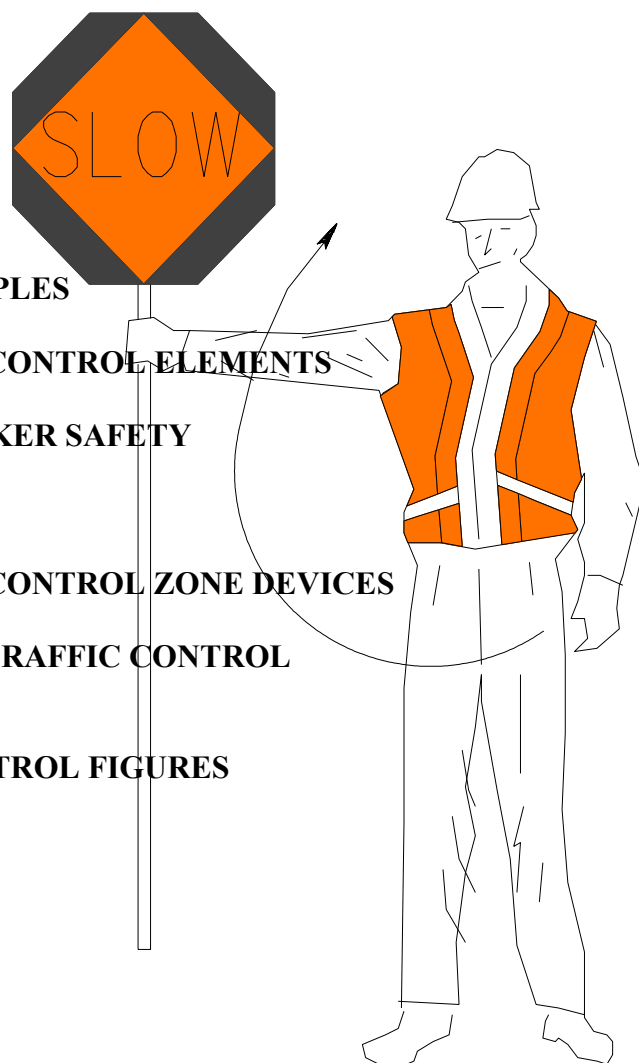 SLOW
PLES
CONTROL ELEMENTS
KER SAFETY
CONTROL ZONE DEVICES
RAFFIC CONTROL
TROL FIGURES